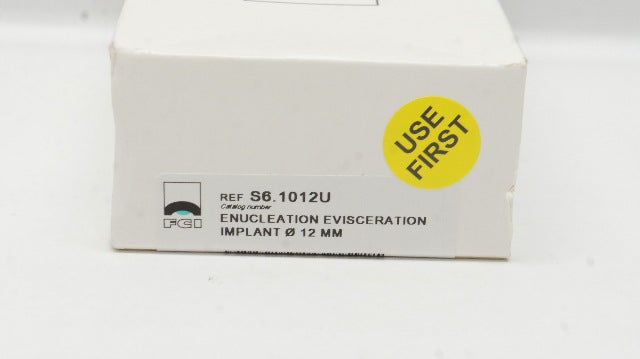 USE
FIRST
REF S6.1012U
Catalog number
FCI
ENUCLEATION EVISCERATION
IMPLANT Ø 12 MM